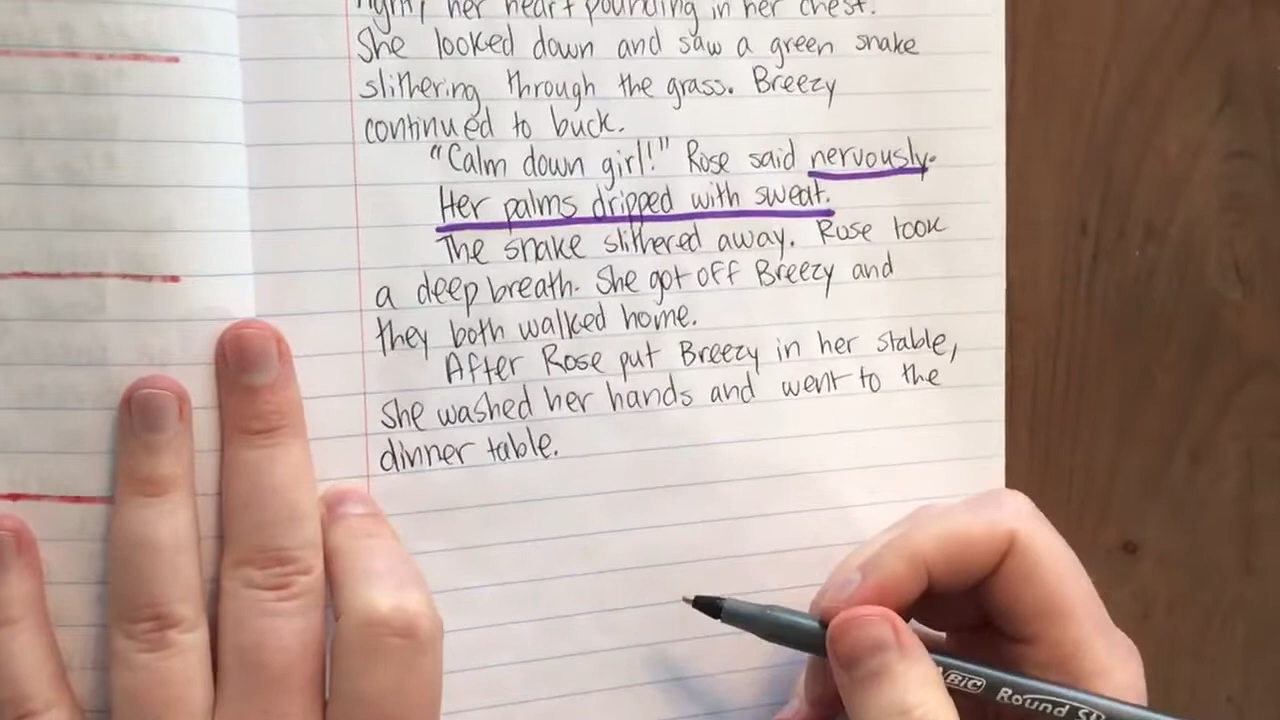 right, her heart pounding in her chest.
She looked down and saw a green snake
slithering through the grass. Breezy
continued to buck.
"Calm down girl!" Rose said nervously.
Her palms dripped with sweat.
The snake slithered away. Rose took
a deep breath. She got off Breezy and
they both walked home.
After Rose put Breezy in her stable,
she washed her hands and went to the
dinner table.
BIC Round